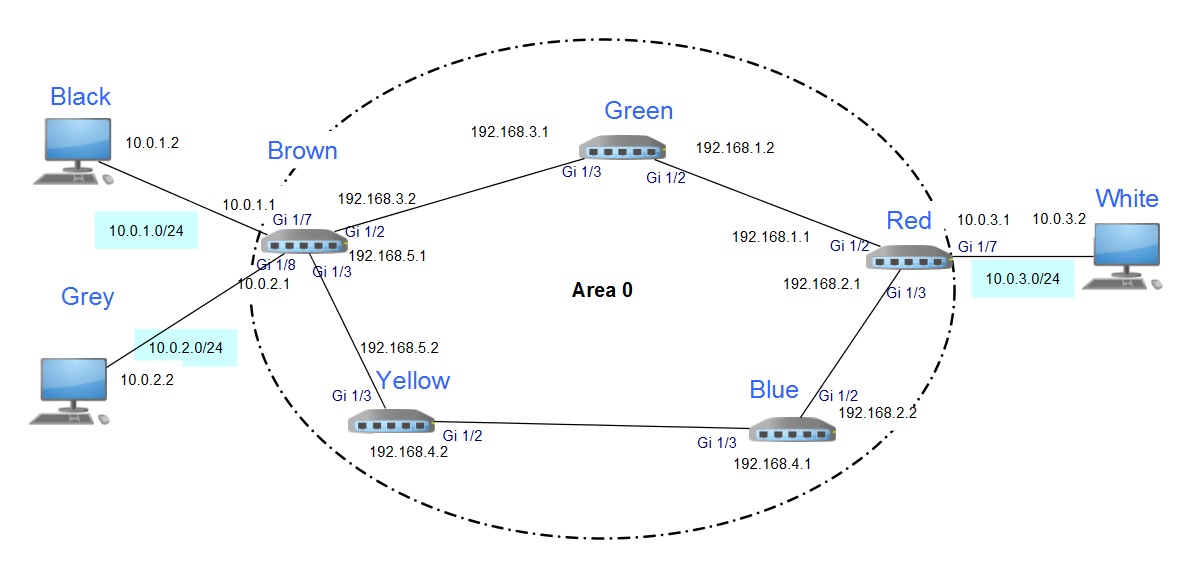 Black
10.0.1.2
Brown
Green
192.168.3.1
192.168.1.2
Gi 1/3
Gi 1/2
White
10.0.1.1
192.168.3.2
Gi 1/7
Gi 1/2
10.0.1.0/24
192.168.5.1
Gi 1/8
Gi 1/3
10.0.2.1
Red
10.0.3.1
10.0.3.2
192.168.1.1
Gi 1/2
Gi 1/7
192.168.2.1
Gi 1/3
10.0.3.0/24
Area 0
Grey
10.0.2.0/24
10.0.2.2
192.168.5.2
Yellow
Gi 1/3
Gi 1/2
192.168.4.2
Blue
Gi 1/2
192.168.2.2
Gi 1/3
192.168.4.1